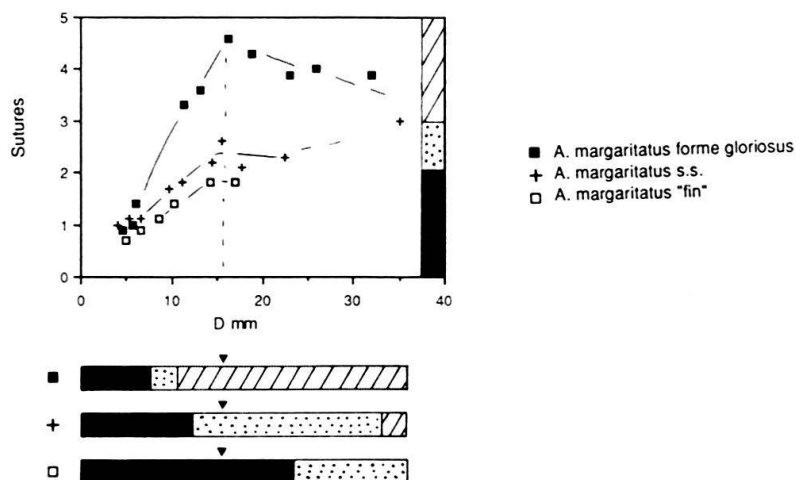 5
4
3
2
1
0
Sutures
0 10 20 30 40
D mm
A. margaritatus forme gloriosus
A. margaritatus s.s.
A. margaritatus "fin"